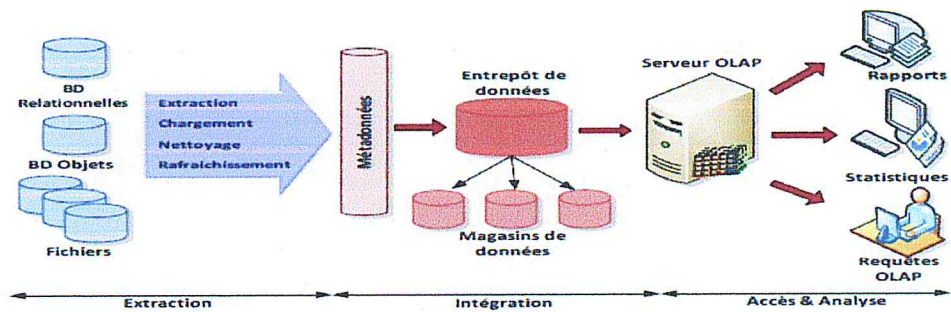 BD
Relationnelles
BD Objets
Fichiers
Extraction
Chargement
Nettoyage
Rafraichissement
Métadonnées
Entrepôt de
données
Magasins de
données
Serveur OLAP
Rapports
Statistiques
Requêtes
OLAP
Extraction
Intégration
Accès & Analyse